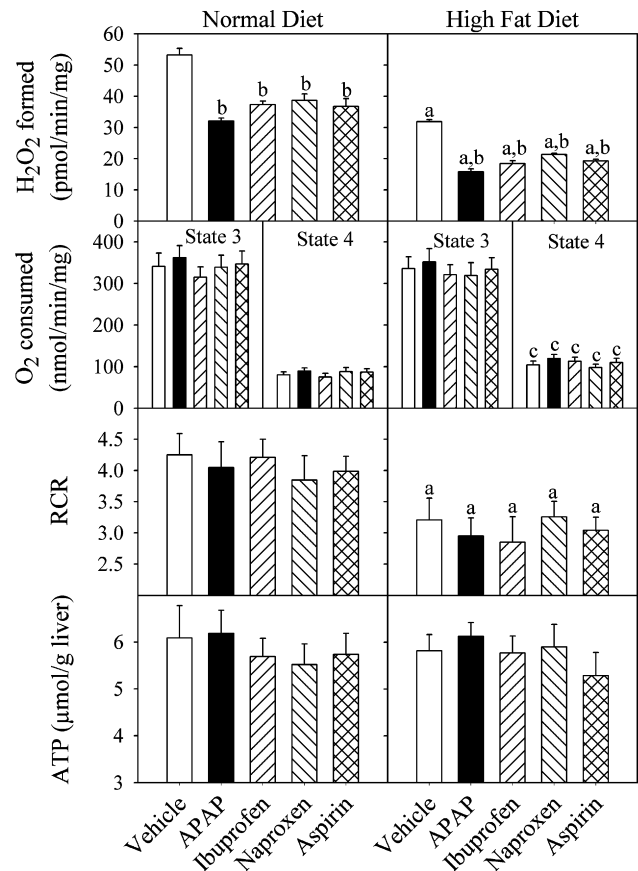 Normal Diet High Fat Diet
H2O2 formed
(pmol/min/mg)
60
50
40
30
20
10
0
b b b b
a a,b a,b a,b a,b
O2 consumed
(nmol/min/mg)
400
300
200
100
0
State 3 State 4 State 3 State 4
c c c c c
RCR
4.5
4.0
3.5
3.0
2.5
a a a a a
ATP (µmol/g liver)
6
5
4
3
Vehicle APAP Ibuprofen Naproxen Aspirin Vehicle APAP Ibuprofen Naproxen Aspirin